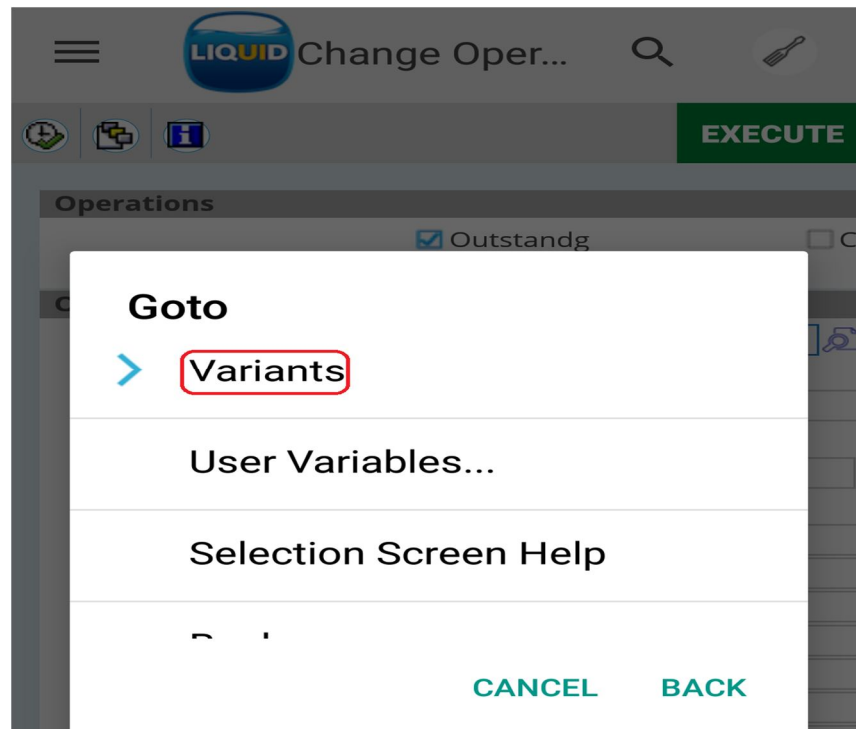 LIQUID Change Oper...
EXECUTE
Operations
Outstandg
Goto
Variants
User Variables...
Selection Screen Help
CANCEL BACK